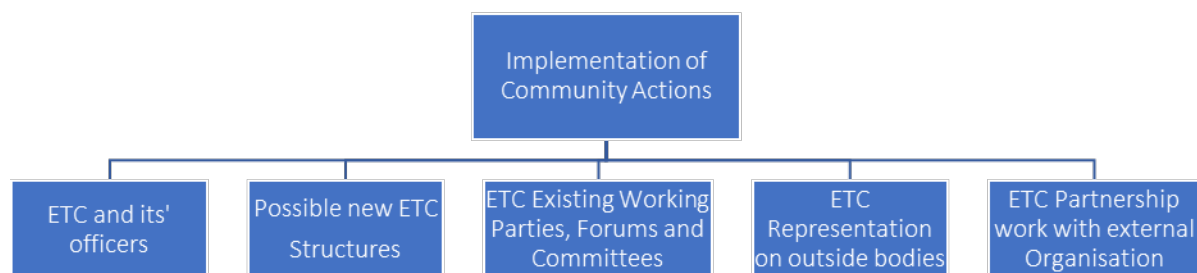 Implementation of
Community Actions
ETC and its'
officers
Possible new ETC
Structures
ETC Existing Working
Parties, Forums and
Committees
ETC
Representation
on outside bodies
ETC Partnership
work with external
Organisation